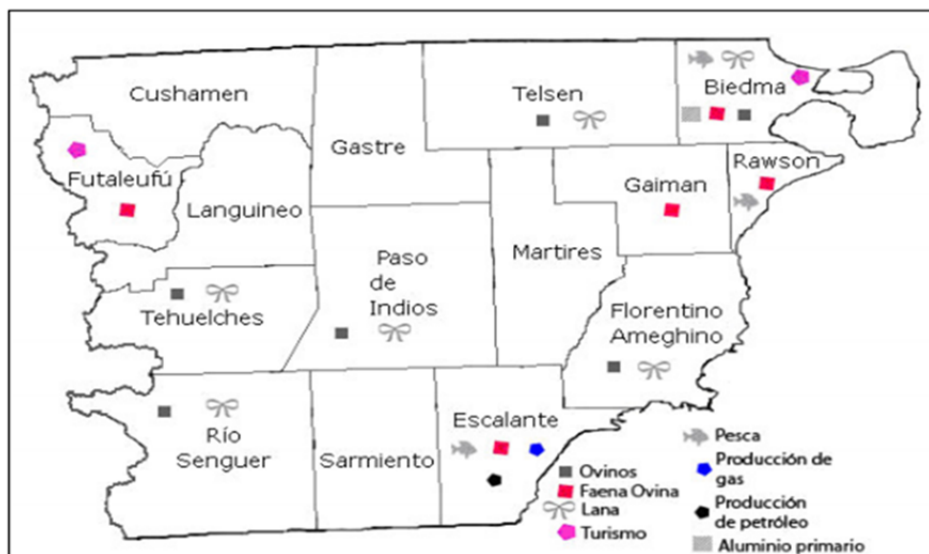 Cushamen
Telsen
Biedma
Gastre
Rawson
Futaleufú
Gaiman
Languineo
Paso
de
Indios
Martires
Tehuelches
Florentino
Ameghino
Escalante
Río
Senguer
Sarmiento
Ovinos
Faena Ovina
Lana
Turismo
Pesca
Producción de
gas
Producción
de petróleo
Aluminio primario